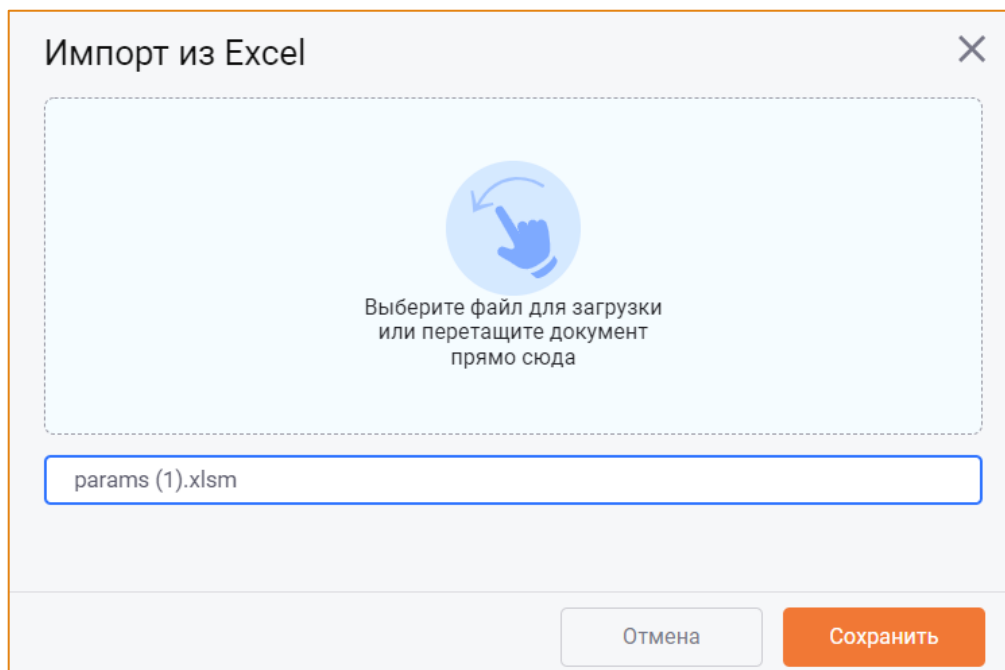 Импорт из Excel
Выберите файл для загрузки
или перетащите документ
прямо сюда
params (1).xlsm
Отмена
Сохранить